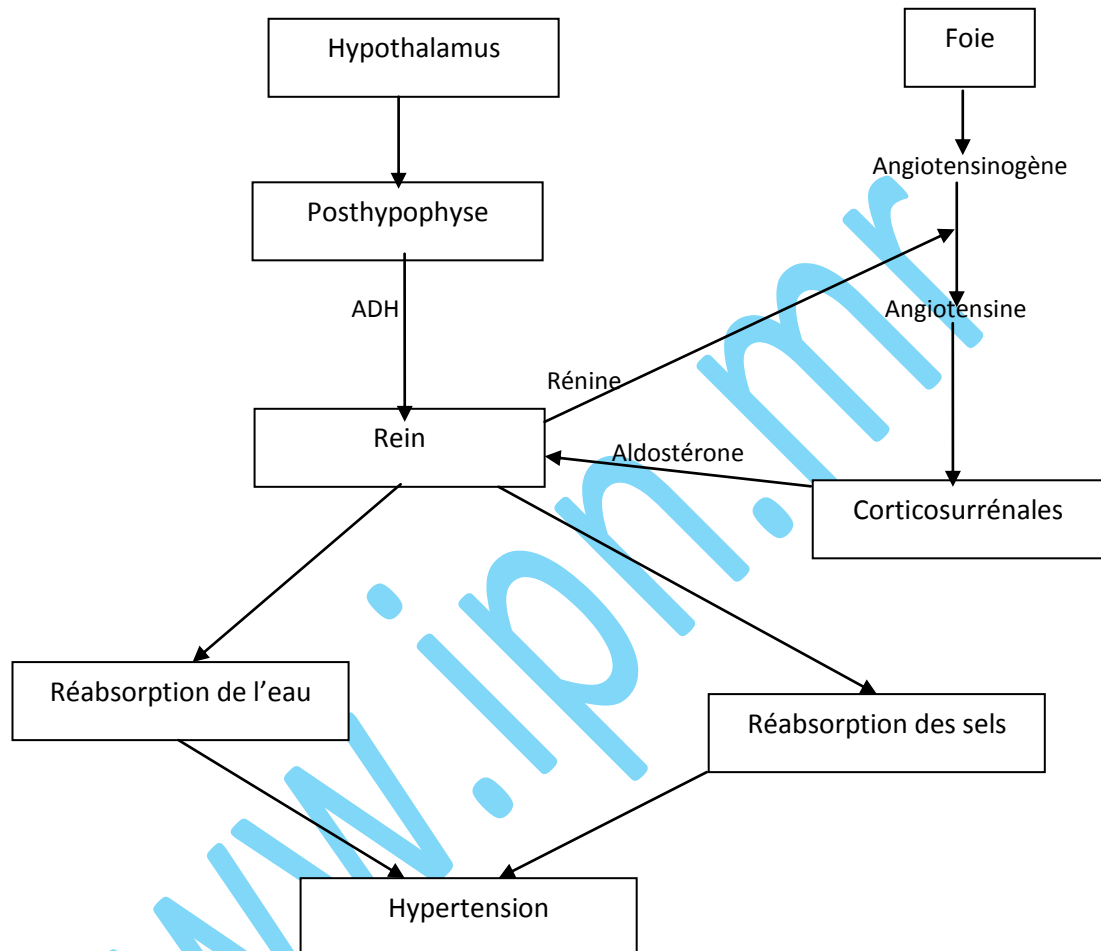 Hypothalamus
Foie
Angiotensinogène
Posthypophyse
ADH
Angiotensine
Rénine
Rein
Aldostérone
Corticosurrénales
Réabsorption de l'eau
Réabsorption des sels
Hypertension
www.ipn.mr